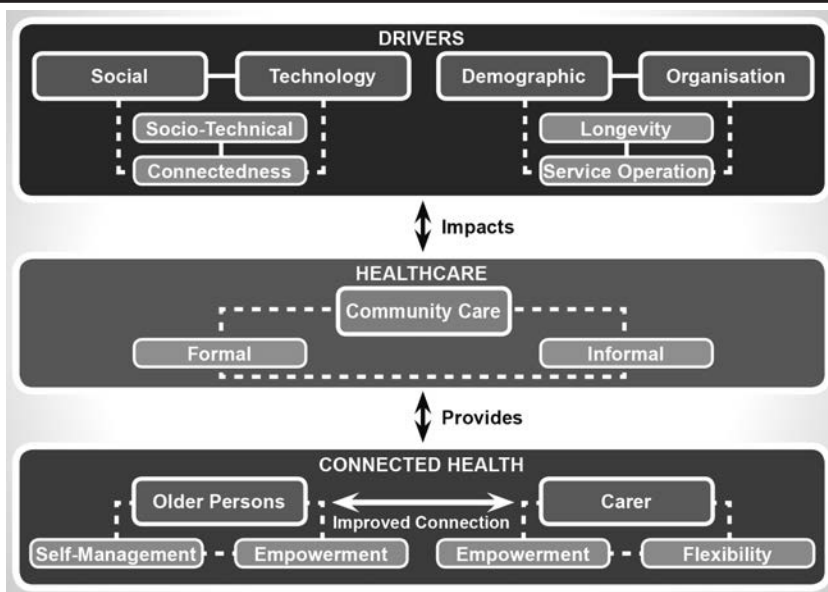 DRIVERS
Social Technology Demographic Organisation
Socio-Technical Longevity
Connectedness Service Operation
Impacts
HEALTHCARE
Community Care
Formal Informal
Provides
CONNECTED HEALTH
Older Persons Carer
Improved Connection
Self-Management Empowerment Empowerment Flexibility